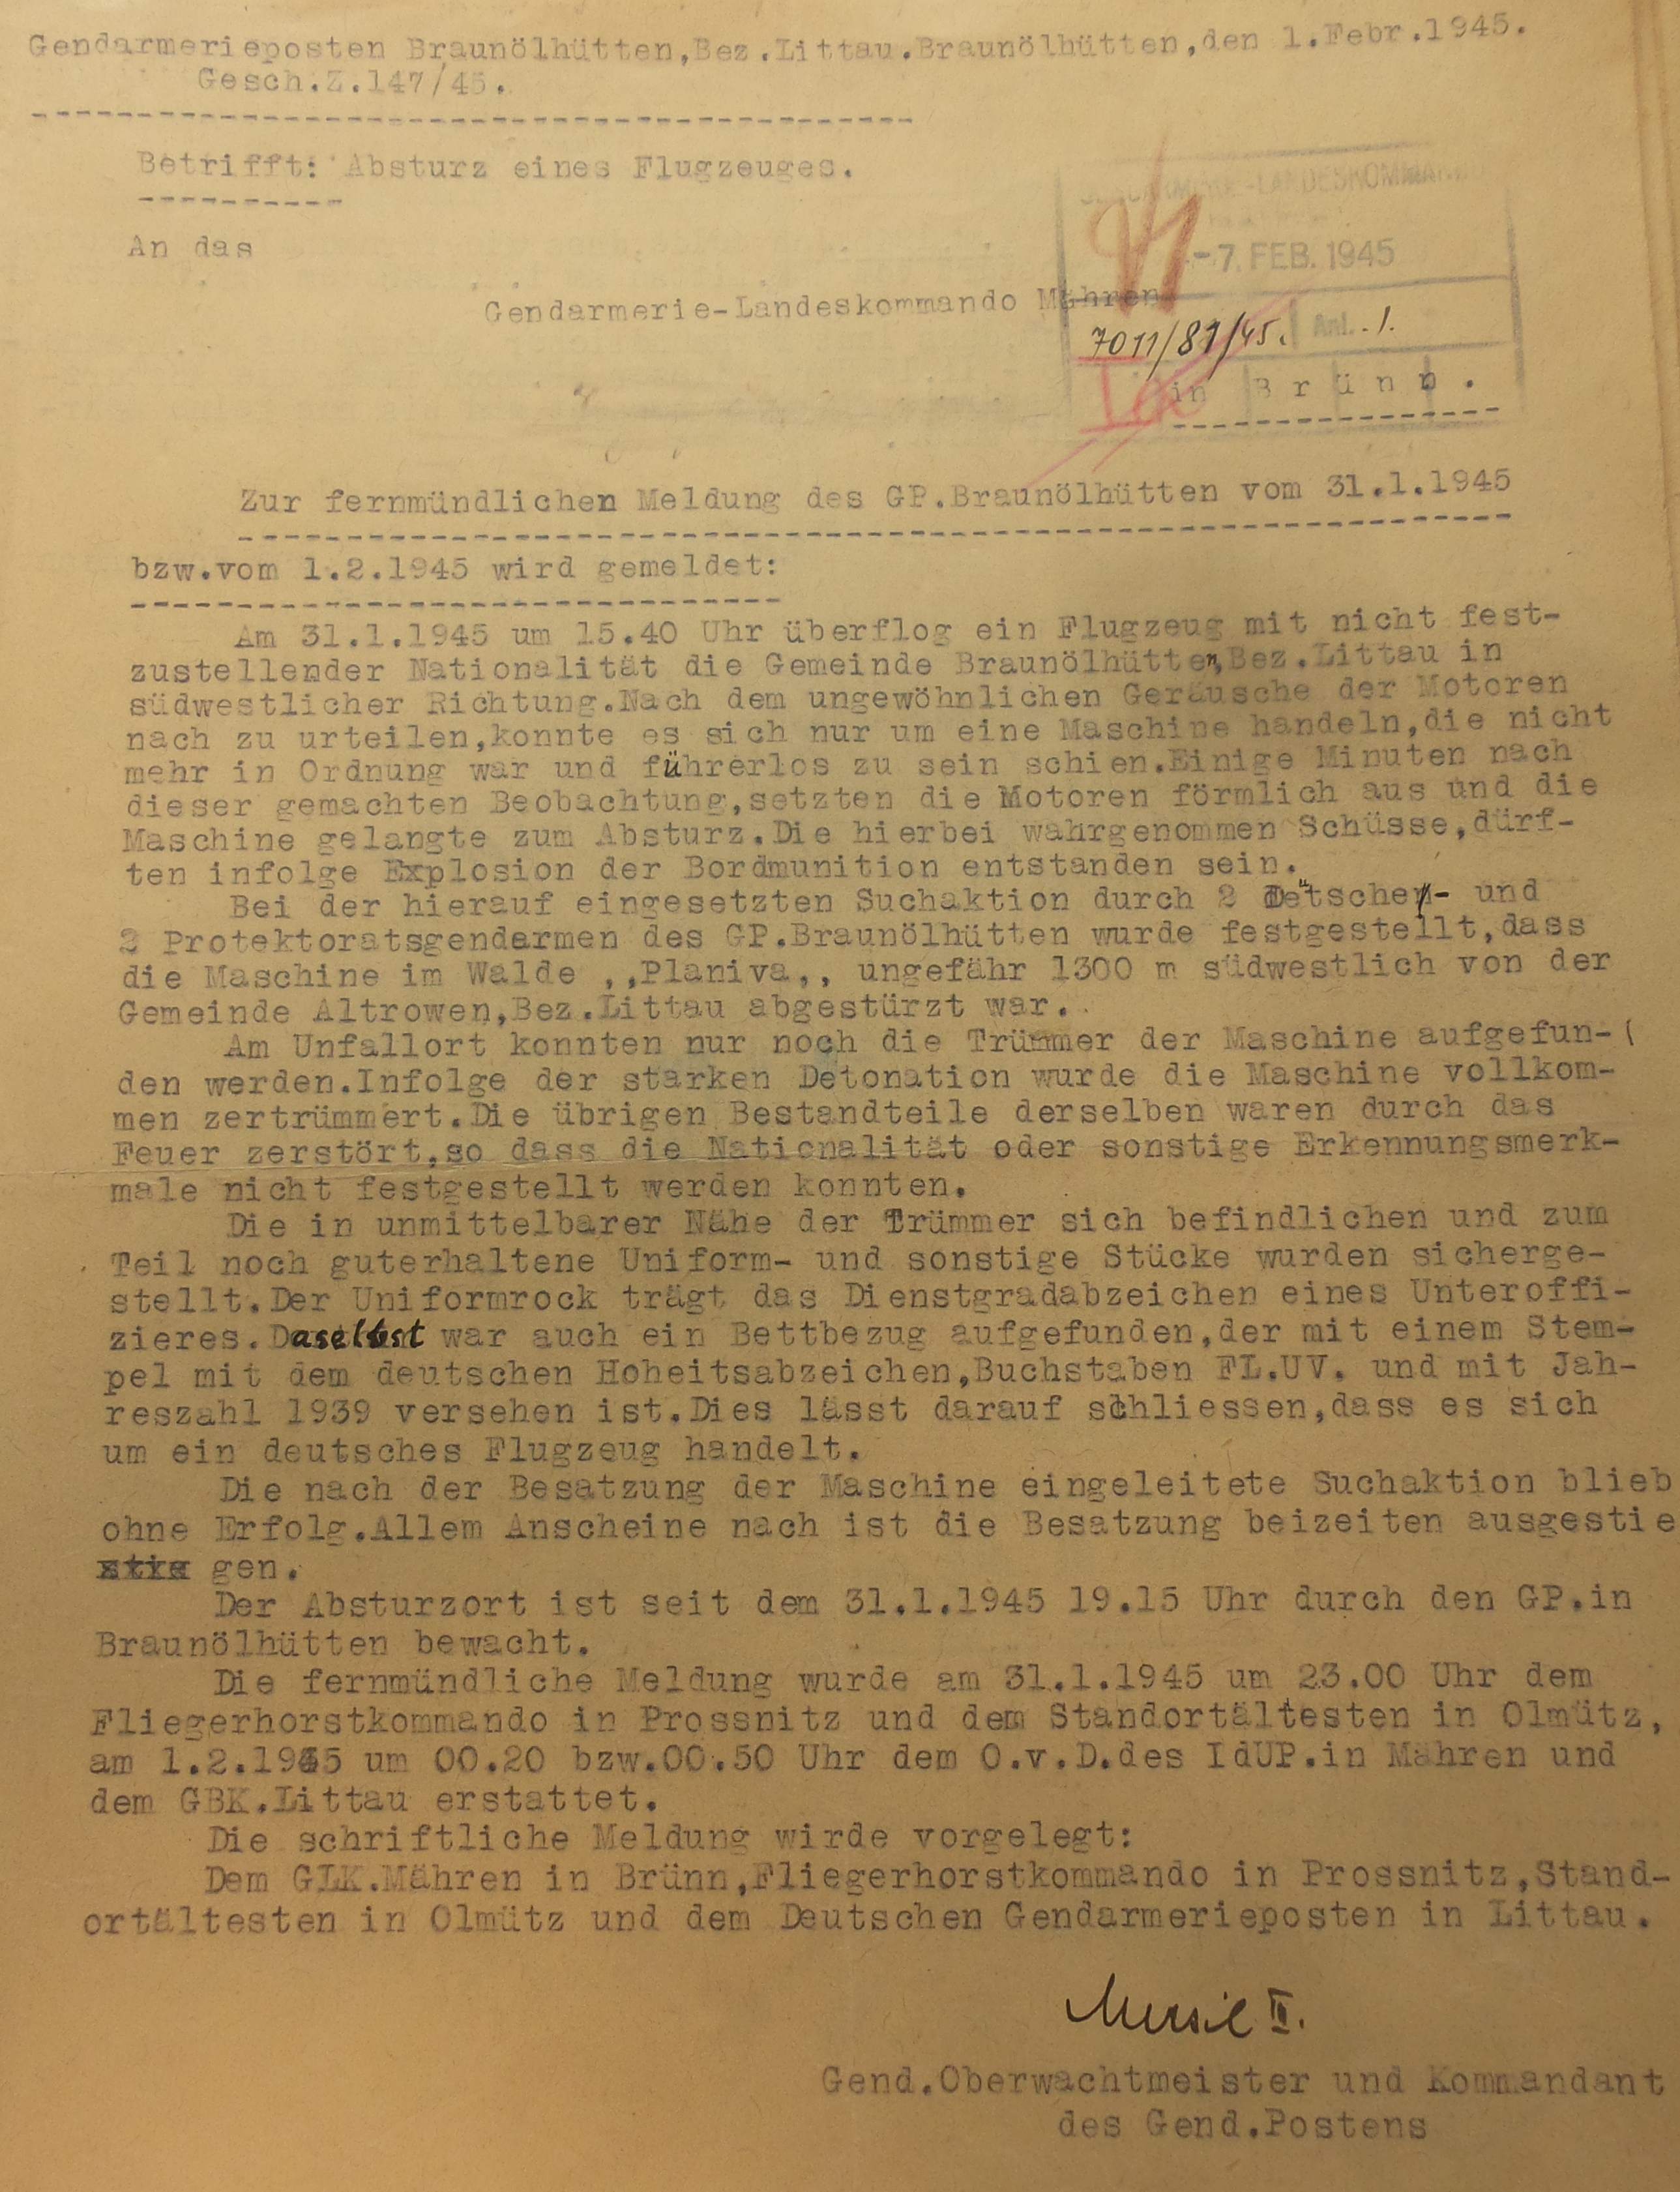 Gendarmerieposten Braunölhütten,Bez.Littau.Braunölhütten,den 1.Febr.1945.
Gesch.Z.147/45.
Betrifft: Absturz eines Flugzeuges.
An das
-LANDESKOMMANDO
-7. FEB. 1945
Gendarmerie-Landeskommando Mähren
7011/81/45. Anl. 1.
in Brünn.
Zur fernmündlichen Meldung des GP.Braunölhütten vom 31.1.1945
bzw.vom 1.2.1945 wird gemeldet:
Am 31.1.1945 um 15.40 Uhr überflog ein Flugzeug mit nicht fest-
zustellender Nationalität die Gemeinde Braunölhütten,Bez.Littau in
südwestlicher Richtung.Nach dem ungewöhnlichen Geräusche der Motoren
nach zu urteilen,konnte es sich nur um eine Maschine handeln,die nicht
mehr in Ordnung war und führerlos zu sein schien.Einige Minuten nach
dieser gemachten Beobachtung,setzten die Motoren förmlich aus und die
Maschine gelangte zum Absturz.Die hierbei wahrgenommen Schüsse,dürf-
ten infolge Explosion der Bordmunition entstanden sein.
Bei der hierauf eingesetzten Suchaktion durch 2 Detscher- und
2 Protektoratsgendarmen des GP.Braunölhütten wurde festgestellt,dass
die Maschine im Walde ,,Planiva,, ungefähr 1300 m südwestlich von der
Gemeinde Altrowen,Bez.Littau abgestürzt war.
Am Unfallort konnten nur noch die Trümmer der Maschine aufgefun-
den werden.Infolge der starken Detonation wurde die Maschine vollkom-
men zertrümmert.Die übrigen Bestandteile derselben waren durch das
Feuer zerstört,so dass die Nationalität oder sonstige Erkennungsmerk-
male nicht festgestellt werden konnten.
Die in unmittelbarer Nähe der Trümmer sich befindlichen und zum
Teil noch guterhaltene Uniform- und sonstige Stücke wurden sicherge-
stellt.Der Uniformrock trägt das Dienstgradabzeichen eines Unteroffi-
zieres.Daselbst war auch ein Bettbezug aufgefunden,der mit einem Stem-
pel mit dem deutschen Hoheitsabzeichen,Buchstaben FL.UV. und mit Jah-
reszahl 1939 versehen ist.Dies lässt darauf schliessen,dass es sich
um ein deutsches Flugzeug handelt.
Die nach der Besatzung der Maschine eingeleitete Suchaktion blieb
ohne Erfolg.Allem Anscheine nach ist die Besatzung beizeiten ausgestie
gen.
Der Absturzort ist seit dem 31.1.1945 19.15 Uhr durch den GP.in
Braunölhütten bewacht.
Die fernmündliche Meldung wurde am 31.1.1945 um 23.00 Uhr dem
Fliegerhorstkommando in Prossnitz und dem Standortältesten in Olmütz,
am 1.2.1945 um 00.20 bzw.00.50 Uhr dem O.v.D.des IdUP.in Mähren und
dem GBK.Littau erstattet.
Die schriftliche Meldung wirde vorgelegt:
Dem GLK.Mähren in Brünn,Fliegerhorstkommando in Prossnitz,Stand-
ortältesten in Olmütz und dem Deutschen Gendarmerieposten in Littau.
II.
Gend.Oberwachtmeister und Kommandant
des Gend.Postens